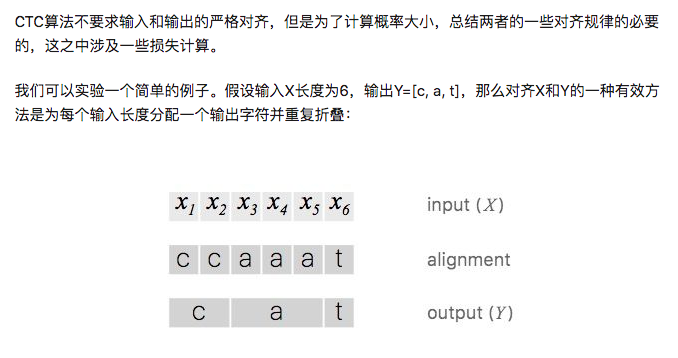 CTC算法不要求输入和输出的严格对齐，但是为了计算概率大小，总结两者的一些对齐规律的必要
的，这之中涉及一些损失计算。
我们可以实验一个简单的例子。假设输入X长度为6，输出Y=[c, a, t]，那么对齐X和Y的一种有效方
法是为每个输入长度分配一个输出字符并重复折叠：
x1 x2 x3 x4 x5 x6 input (X)
c c a a a t alignment
c a t output (Y)